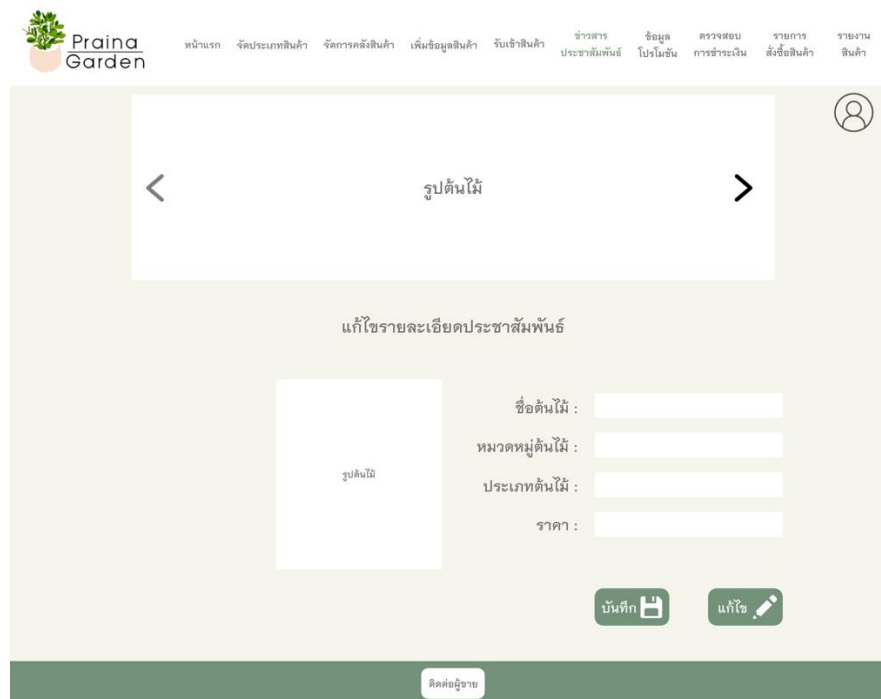 Praina
Garden
หน้าแรก จัดประเภทสินค้า จัดการคลังสินค้า เพิ่มข้อมูลสินค้า รับเข้าสินค้า
ข่าวสาร
ประชาสัมพันธ์
ข้อมูล
โปรโมชัน
ตรวจสอบ
การชำระเงิน
รายการ
สั่งซื้อสินค้า
รายงาน
สินค้า
รูปต้นไม้
แก้ไขรายละเอียดประชาสัมพันธ์
รูปต้นไม้
ชื่อต้นไม้ :
หมวดหมู่ต้นไม้ :
ประเภทต้นไม้ :
ราคา :
บันทึก
แก้ไข
ติดต่อผู้ขาย